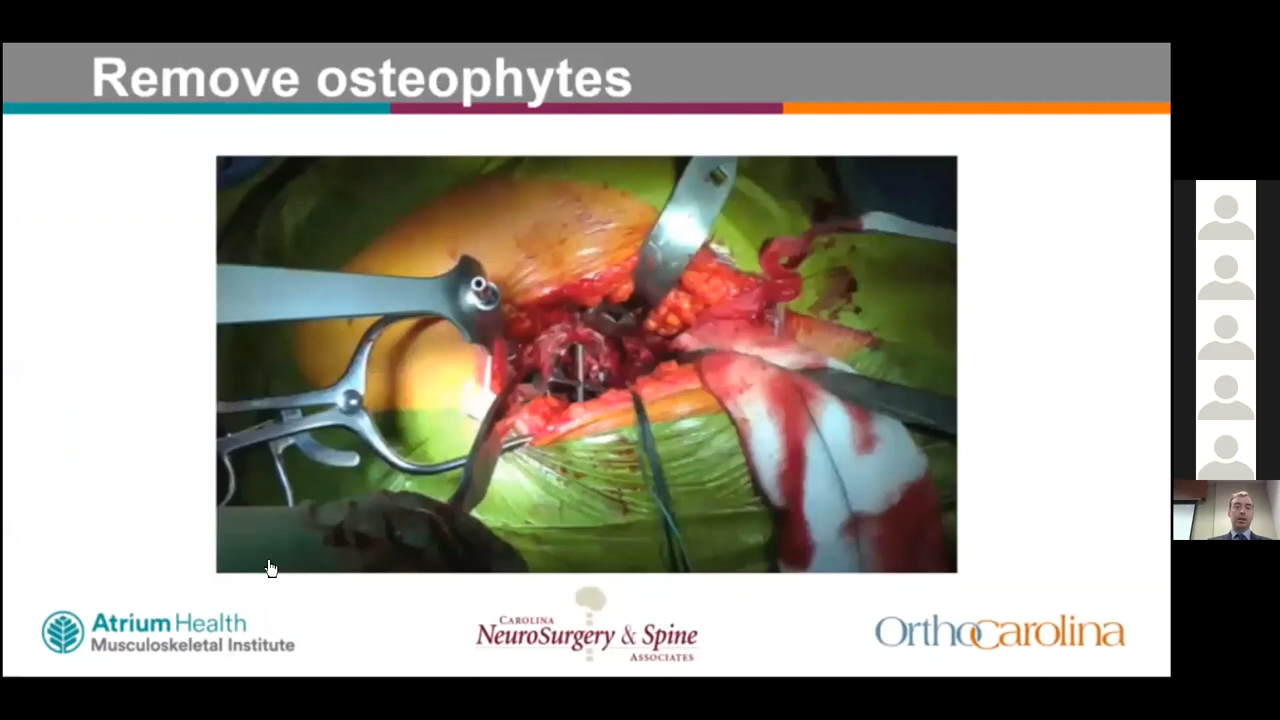 Remove osteophytes
Atrium Health
Musculoskeletal Institute
CAROLINA
NEUROSURGERY & SPINE
ASSOCIATES
OrthoCarolina